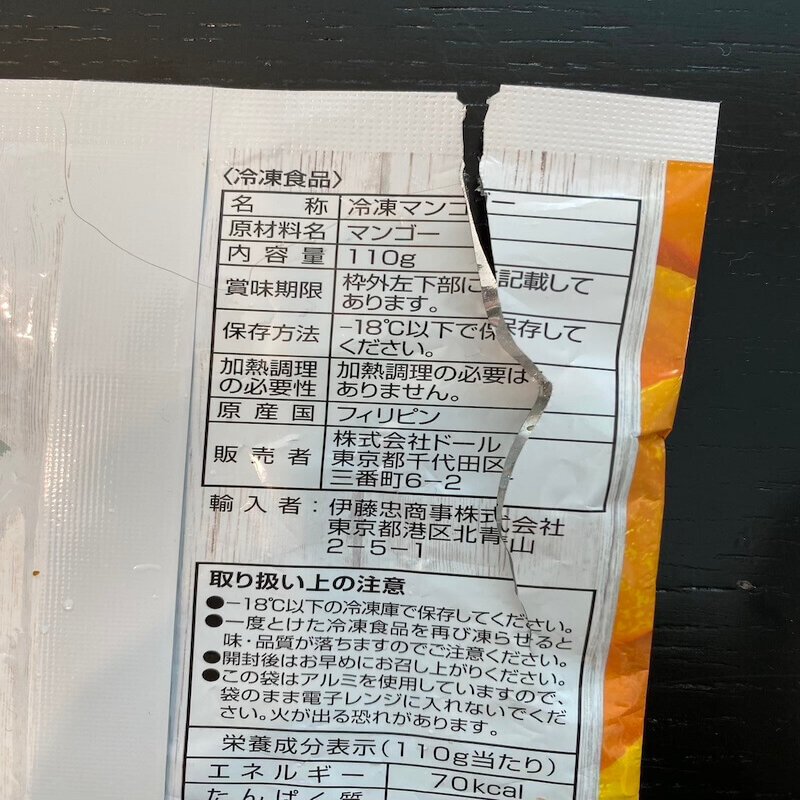 〈冷凍食品〉
名称 冷凍マンゴー
原材料名 マンゴー
内容量 110g
賞味期限 枠外左下部に記載して
あります。
保存方法 −18℃以下で保存して
ください。
加熱調理 加熱調理の必要は
の必要性 ありません。
原産国 フィリピン
販売者 株式会社ドール
東京都千代田区
三番町6−2
輸入者：伊藤忠商事株式会社
東京都港区北青山
2−5−1
取り扱い上の注意
●−18℃以下の冷凍庫で保存してください。
●一度とけた冷凍食品を再び凍らせると
味・品質が落ちますのでご注意ください。
●開封後はお早めにお召し上がりください。
●この袋はアルミを使用していますので、
袋のまま電子レンジに入れないでくだ
さい。火が出る恐れがあります。
栄養成分表示(110g当たり)
エネルギー 70kcal
たんぱく質